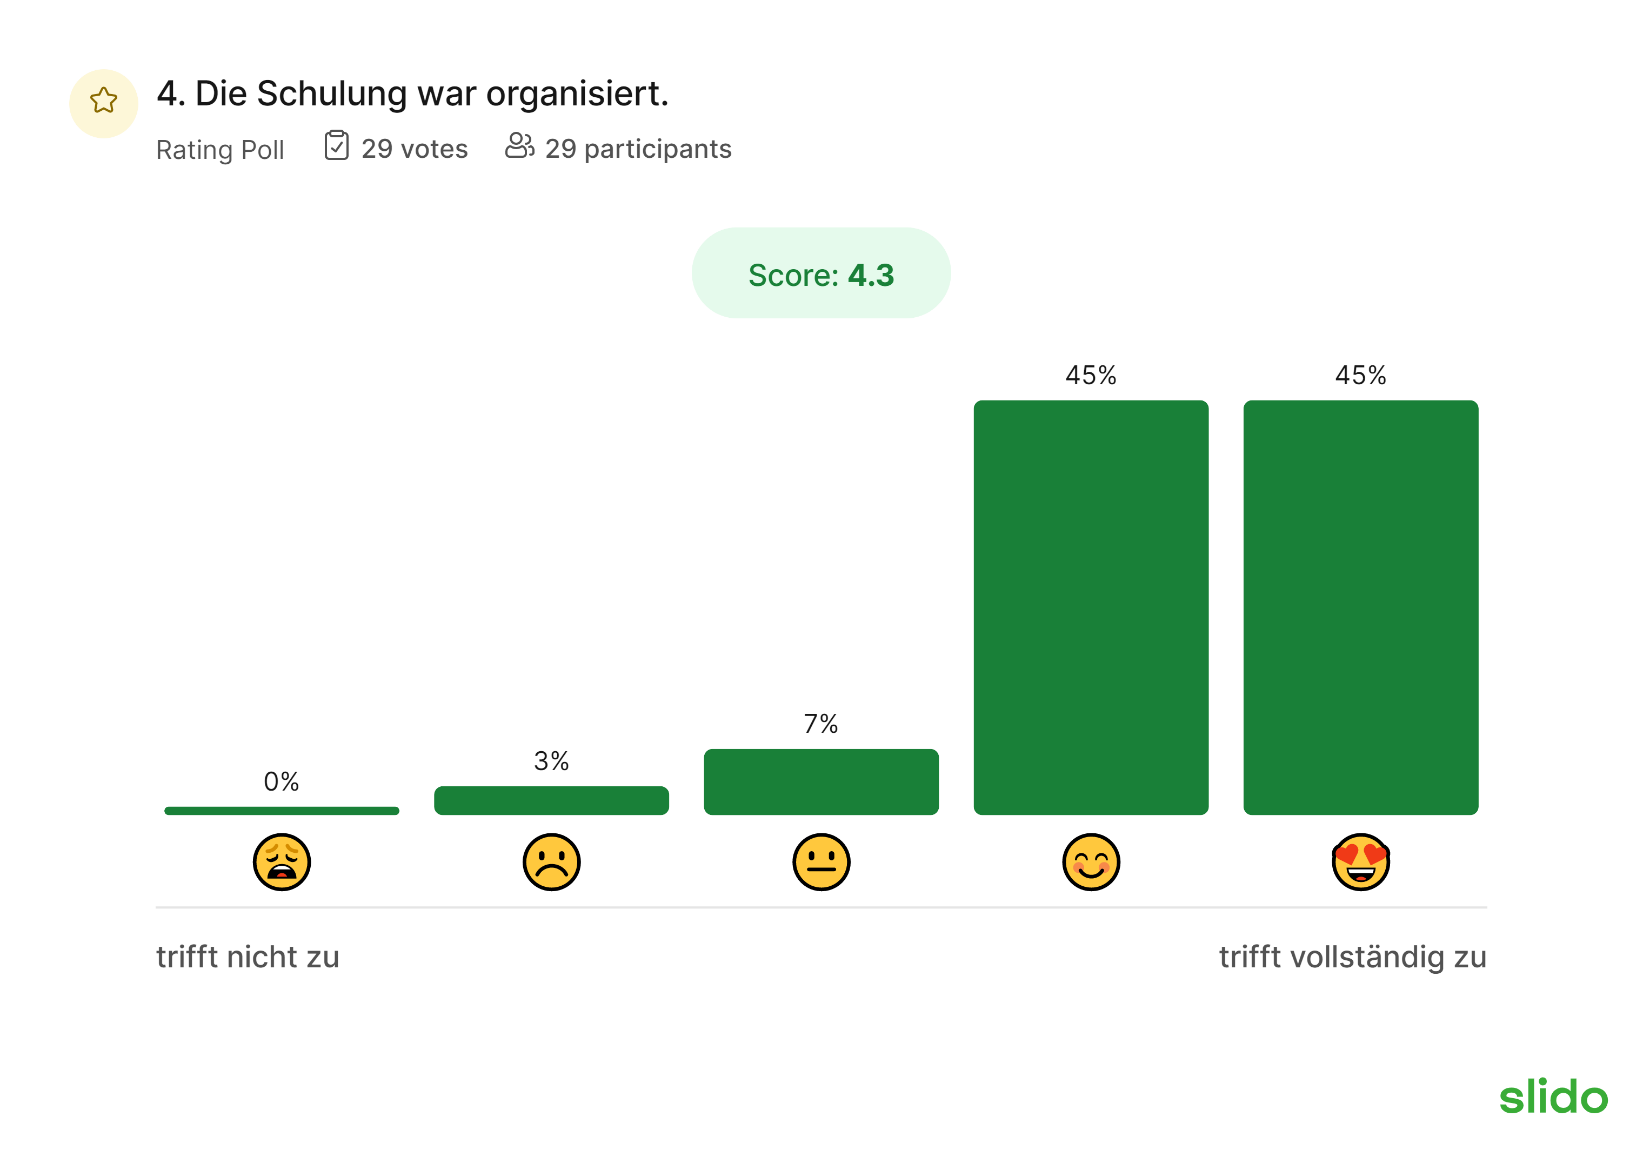 4. Die Schulung war organisiert.
Rating Poll 29 votes 29 participants
Score: 4.3
45% 45%
7%
3%
0%
trifft nicht zu trifft vollständig zu
slido